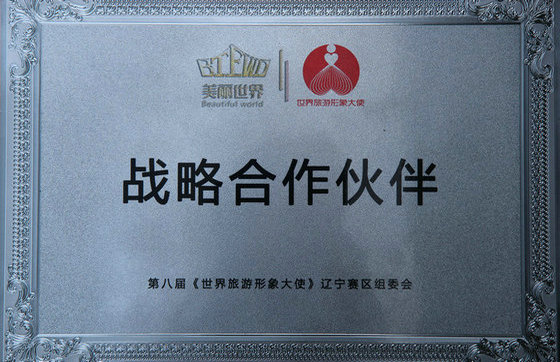 美丽世界
Beautiful world
世界旅游形象大使
战略合作伙伴
第八届《世界旅游形象大使》辽宁赛区组委会